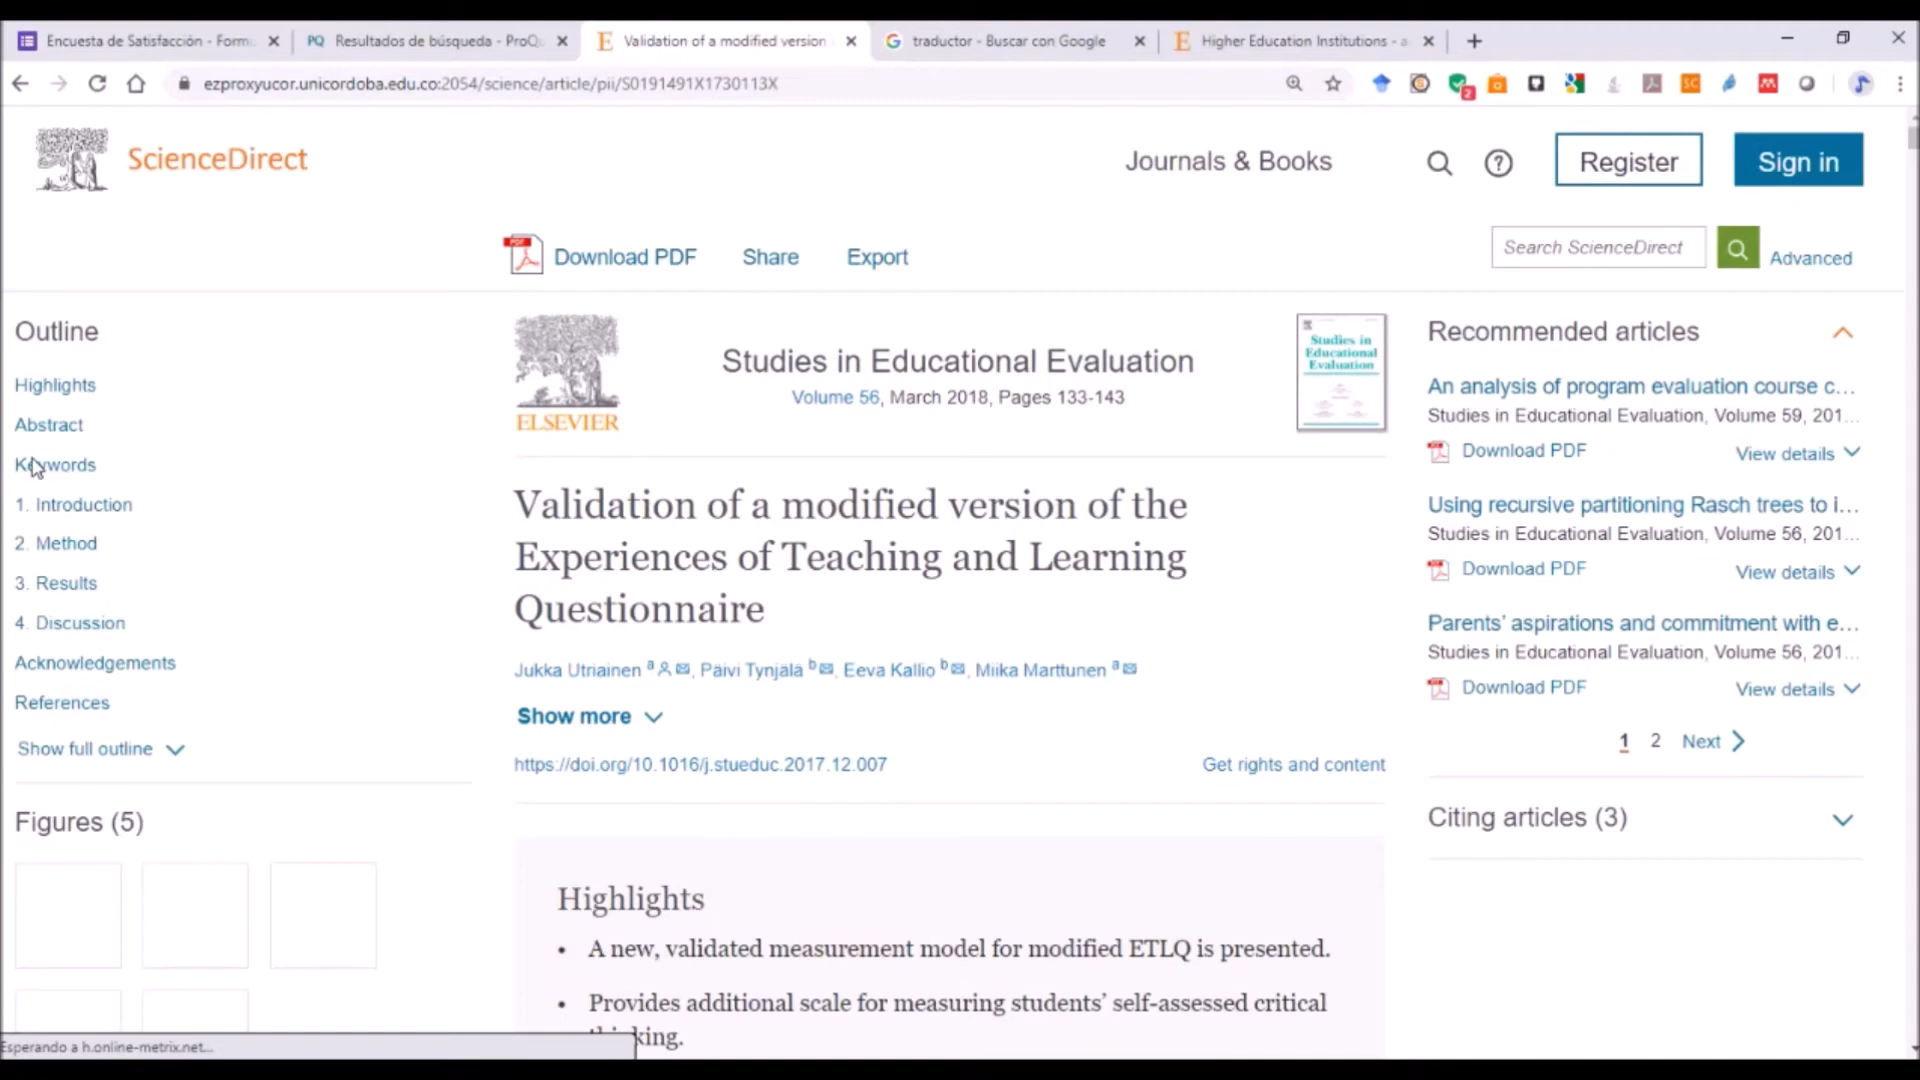 Encuesta de Satisfacción - Formu
PQ Resultados de búsqueda - ProQu
E Validation of a modified version
traductor - Buscar con Google
E Higher Education Institutions - a
ezproxyucor.unicordoba.edu.co:2054/science/article/pii/S0191491X1730113X
ScienceDirect
Journals & Books
Register
Sign in
PDF
Download PDF
Share
Export
Search ScienceDirect
Advanced
Outline
Highlights
Abstract
Keywords
1. Introduction
2. Method
3. Results
4. Discussion
Acknowledgements
References
Show full outline
Figures (5)
ELSEVIER
Studies in Educational Evaluation
Volume 56, March 2018, Pages 133-143
Studies in
Educational
Evaluation
Validation of a modified version of the
Experiences of Teaching and Learning
Questionnaire
Jukka Utriainen a, Päivi Tynjälä b, Eeva Kallio b, Miika Marttunen a
Show more
https://doi.org/10.1016/j.stueduc.2017.12.007
Get rights and content
Highlights
• A new, validated measurement model for modified ETLQ is presented.
• Provides additional scale for measuring students’ self-assessed critical
thinking.
Recommended articles
An analysis of program evaluation course c...
Studies in Educational Evaluation, Volume 59, 201...
Download PDF
View details
Using recursive partitioning Rasch trees to i...
Studies in Educational Evaluation, Volume 56, 201...
Download PDF
View details
Parents’ aspirations and commitment with e...
Studies in Educational Evaluation, Volume 56, 201...
Download PDF
View details
1 2 Next
Citing articles (3)
Esperando a h.online-metrix.net...